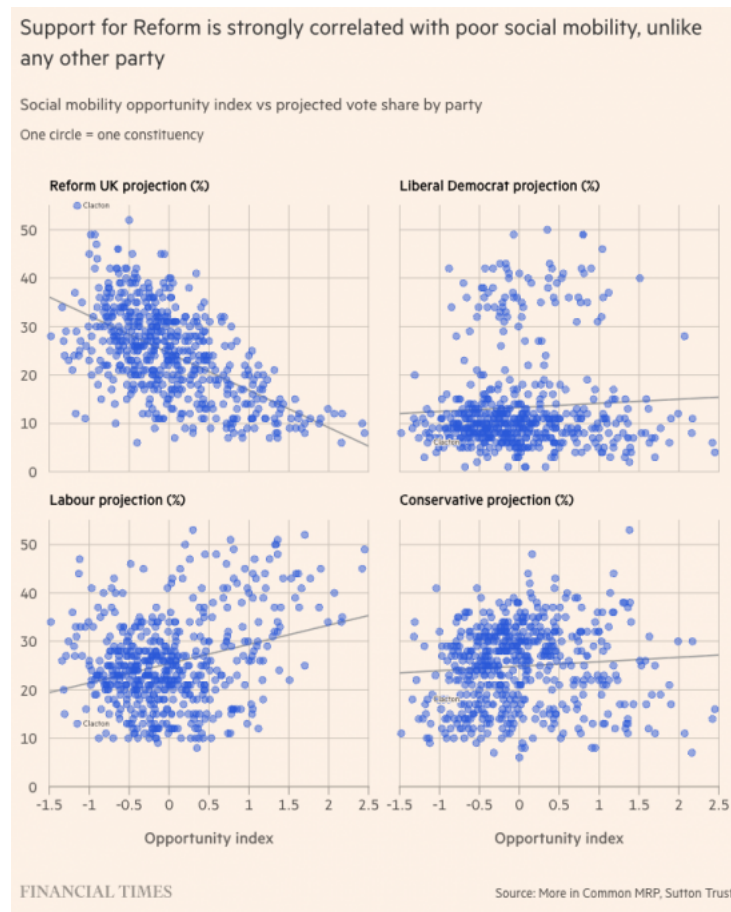 Support for Reform is strongly correlated with poor social mobility, unlike
any other party
Social mobility opportunity index vs projected vote share by party
One circle = one constituency
Reform UK projection (%)
Liberal Democrat projection (%)
Clacton
50
40
30
20
10
0
Clacton
Labour projection (%)
Conservative projection (%)
50
40
30
20
10
0
Clacton
Clacton
-1.5 -1 -0.5 0 0.5 1 1.5 2 2.5 -1.5 -1 -0.5 0 0.5 1 1.5 2 2.5
Opportunity index
Opportunity index
FINANCIAL TIMES
Source: More in Common MRP, Sutton Trust